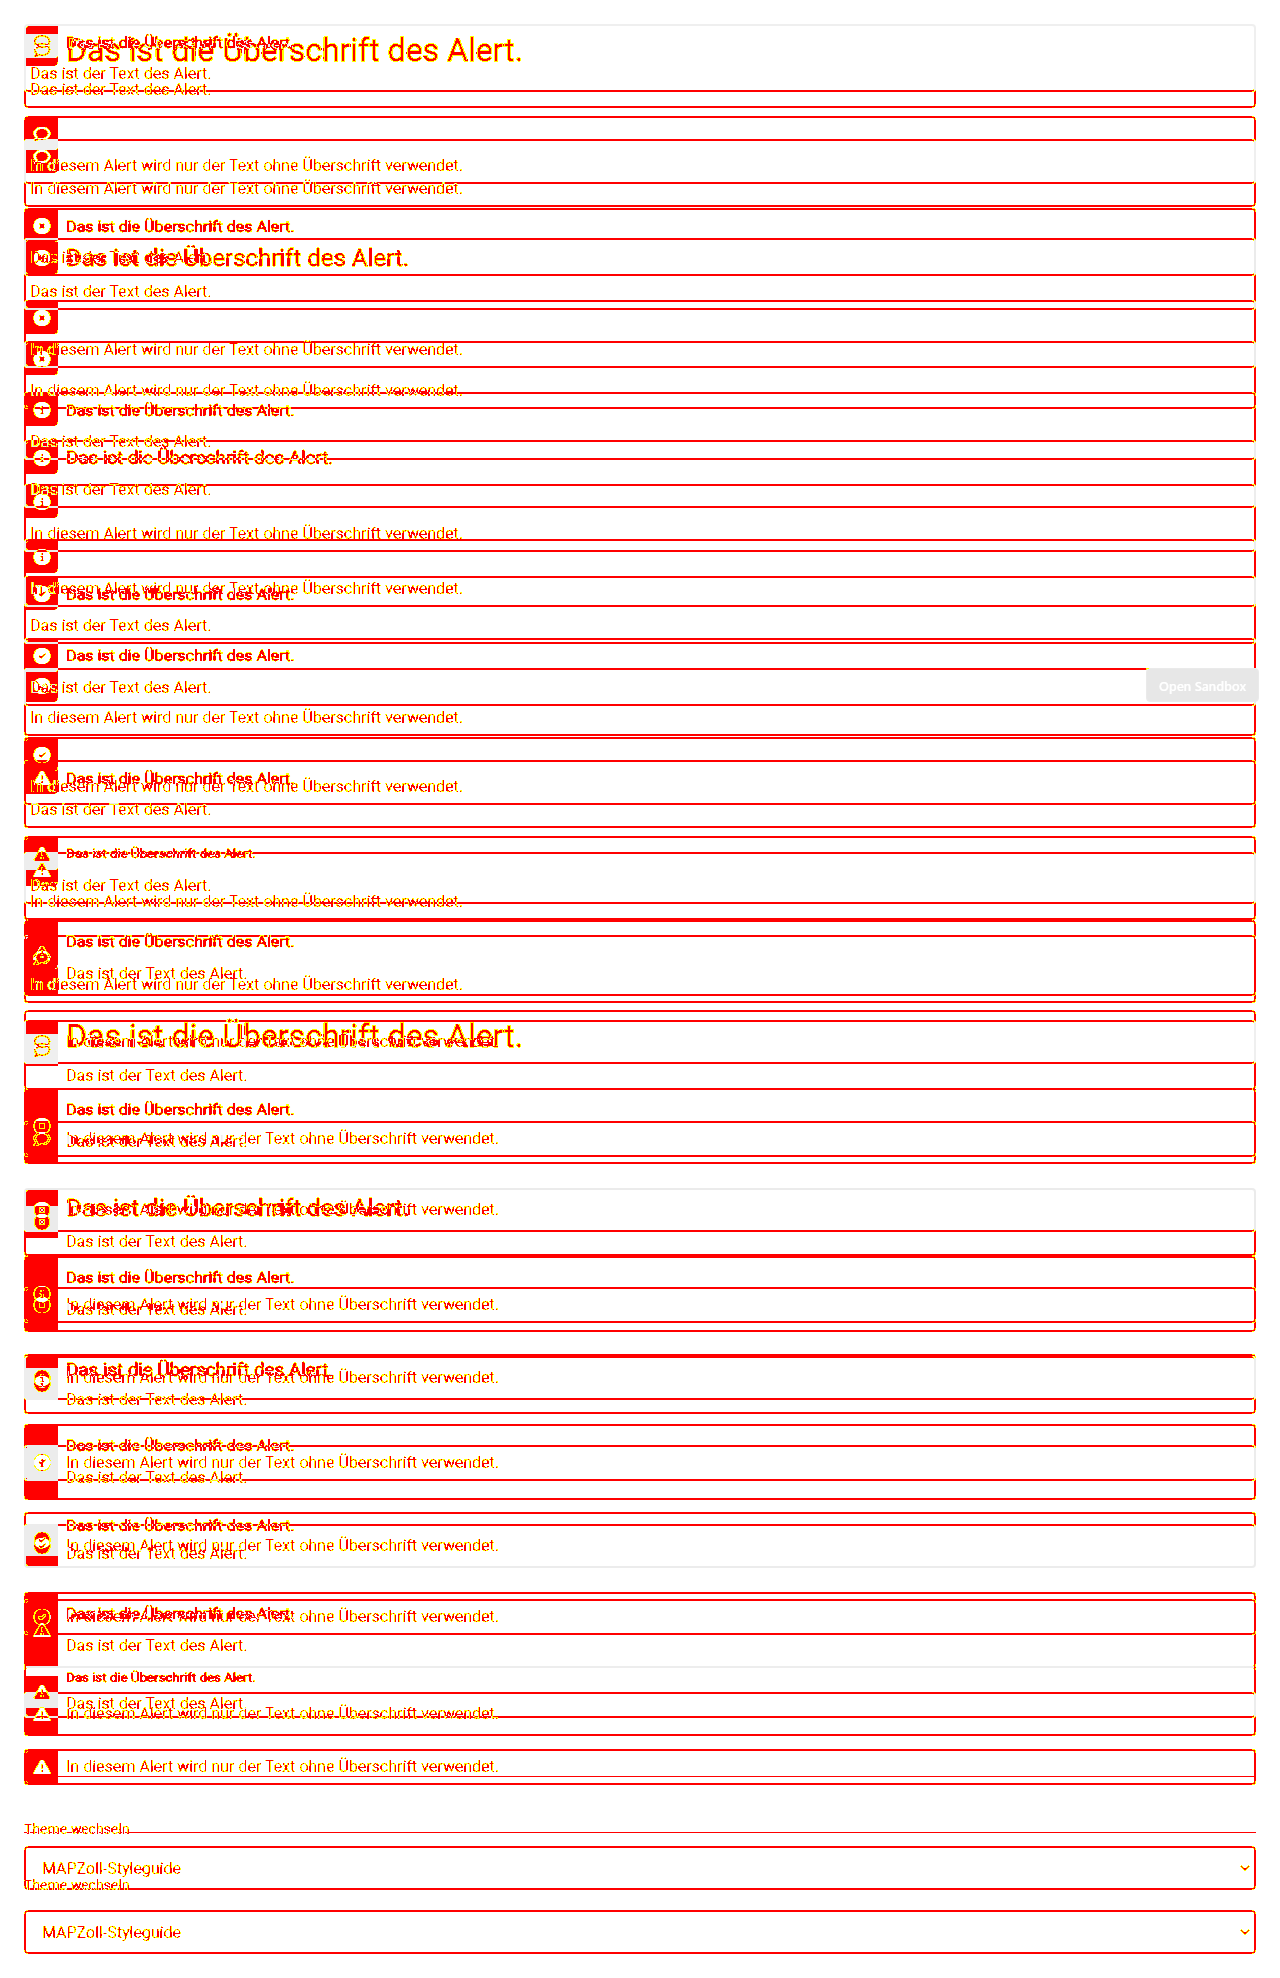 Das ist die Überschrift des Alert.
Das ist die Überschrift des Alert.
Das ist der Text des Alert.
Das ist der Text des Alert.
In diesem Alert wird nur der Text ohne Überschrift verwendet.
In diesem Alert wird nur der Text ohne Überschrift verwendet.
Das ist die Überschrift des Alert.
Das ist der Text des Alert.
Das ist die Überschrift des Alert.
Das ist der Text des Alert.
In diesem Alert wird nur der Text ohne Überschrift verwendet.
In diesem Alert wird nur der Text ohne Überschrift verwendet.
Das ist die Überschrift des Alert.
Das ist der Text des Alert.
Das ist die Überschrift des Alert.
Das ist der Text des Alert.
In diesem Alert wird nur der Text ohne Überschrift verwendet.
In diesem Alert wird nur der Text ohne Überschrift verwendet.
Das ist die Überschrift des Alert.
Das ist der Text des Alert.
Das ist die Überschrift des Alert.
Das ist der Text des Alert.
Open Sandbox
In diesem Alert wird nur der Text ohne Überschrift verwendet.
Das ist die Überschrift des Alert.
In diesem Alert wird nur der Text ohne Überschrift verwendet.
Das ist der Text des Alert.
Das ist die Überschrift des Alert.
Das ist der Text des Alert.
In diesem Alert wird nur der Text ohne Überschrift verwendet.
Das ist die Überschrift des Alert.
Das ist der Text des Alert.
In diesem Alert wird nur der Text ohne Überschrift verwendet.
Das ist die Überschrift des Alert.
In diesem Alert wird nur der Text ohne Überschrift verwendet.
Das ist der Text des Alert.
Das ist die Überschrift des Alert.
In diesem Alert wird nur der Text ohne Überschrift verwendet.
Das ist der Text des Alert.
Das ist die Überschrift des Alert.
In diesem Alert wird nur der Text ohne Überschrift verwendet.
Das ist der Text des Alert.
Das ist die Überschrift des Alert.
In diesem Alert wird nur der Text ohne Überschrift verwendet.
Das ist der Text des Alert.
Das ist die Überschrift des Alert.
In diesem Alert wird nur der Text ohne Überschrift verwendet.
Das ist der Text des Alert.
Das ist die Überschrift des Alert.
In diesem Alert wird nur der Text ohne Überschrift verwendet.
Das ist der Text des Alert.
Das ist die Überschrift des Alert.
In diesem Alert wird nur der Text ohne Überschrift verwendet.
Das ist der Text des Alert.
Das ist die Überschrift des Alert.
In diesem Alert wird nur der Text ohne Überschrift verwendet.
Das ist der Text des Alert.
Das ist die Überschrift des Alert.
Das ist der Text des Alert.
In diesem Alert wird nur der Text ohne Überschrift verwendet.
In diesem Alert wird nur der Text ohne Überschrift verwendet.
Theme wechseln
MAPZoll-Styleguide
Theme wechseln
MAPZoll-Styleguide